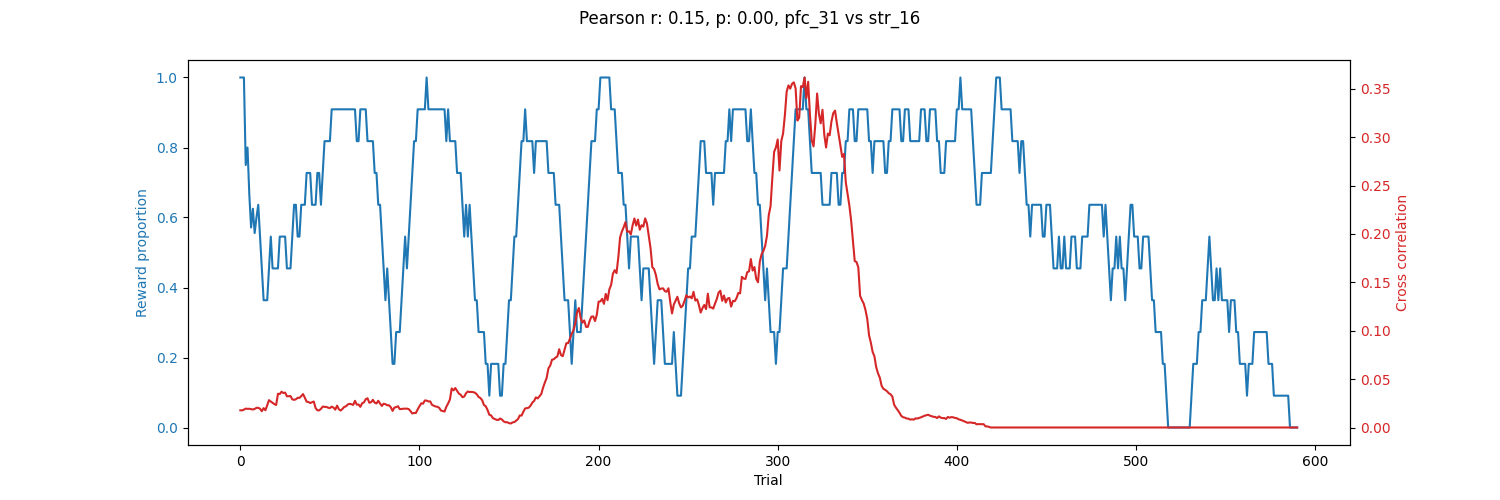 Pearson r: 0.15, p: 0.00, pfc_31 vs str_16
1.0
0.8
0.6
0.4
0.2
0.0
Reward proportion
0.35
0.30
0.25
0.20
0.15
0.10
0.05
0.00
Cross correlation
0 100 200 300 400 500 600
Trial